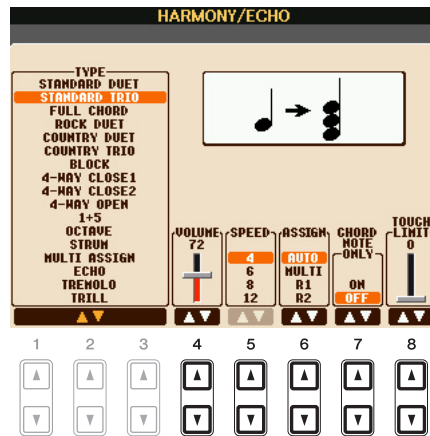 HARMONY/ECHO
TYPE
STANDARD DUET
STANDARD TRIO
FULL CHORD
ROCK DUET
COUNTRY DUET
COUNTRY TRIO
BLOCK
4-WAY CLOSE1
4-WAY CLOSE2
4-WAY OPEN
1+5
OCTAVE
STRUM
MULTI ASSIGN
ECHO
TREMOLO
TRILL
VOLUME
72
SPEED
4
6
8
12
ASSIGN
AUTO
MULTI
R1
R2
CHORD
NOTE
ONLY
ON
OFF
TOUCH
LIMIT
0
1 2 3 4 5 6 7 8